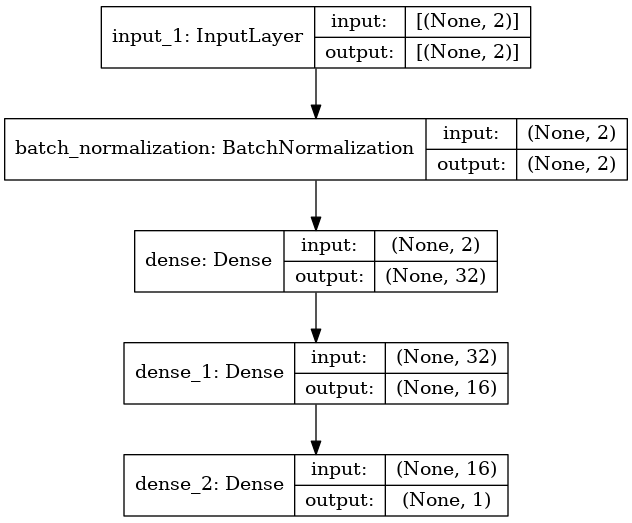 input_1: InputLayer
input: [(None, 2)]
output: [(None, 2)]
batch_normalization: BatchNormalization
input: (None, 2)
output: (None, 2)
dense: Dense
input: (None, 2)
output: (None, 32)
dense_1: Dense
input: (None, 32)
output: (None, 16)
dense_2: Dense
input: (None, 16)
output: (None, 1)